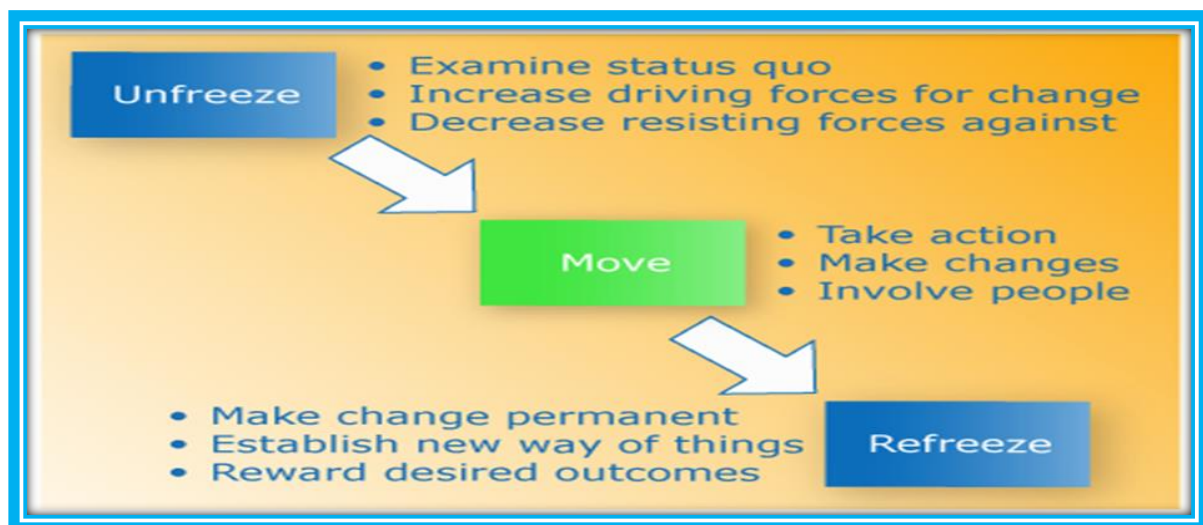 Unfreeze
• Examine status quo
• Increase driving forces for change
• Decrease resisting forces against
Move
• Take action
• Make changes
• Involve people
• Make change permanent
• Establish new way of things
• Reward desired outcomes
Refreeze